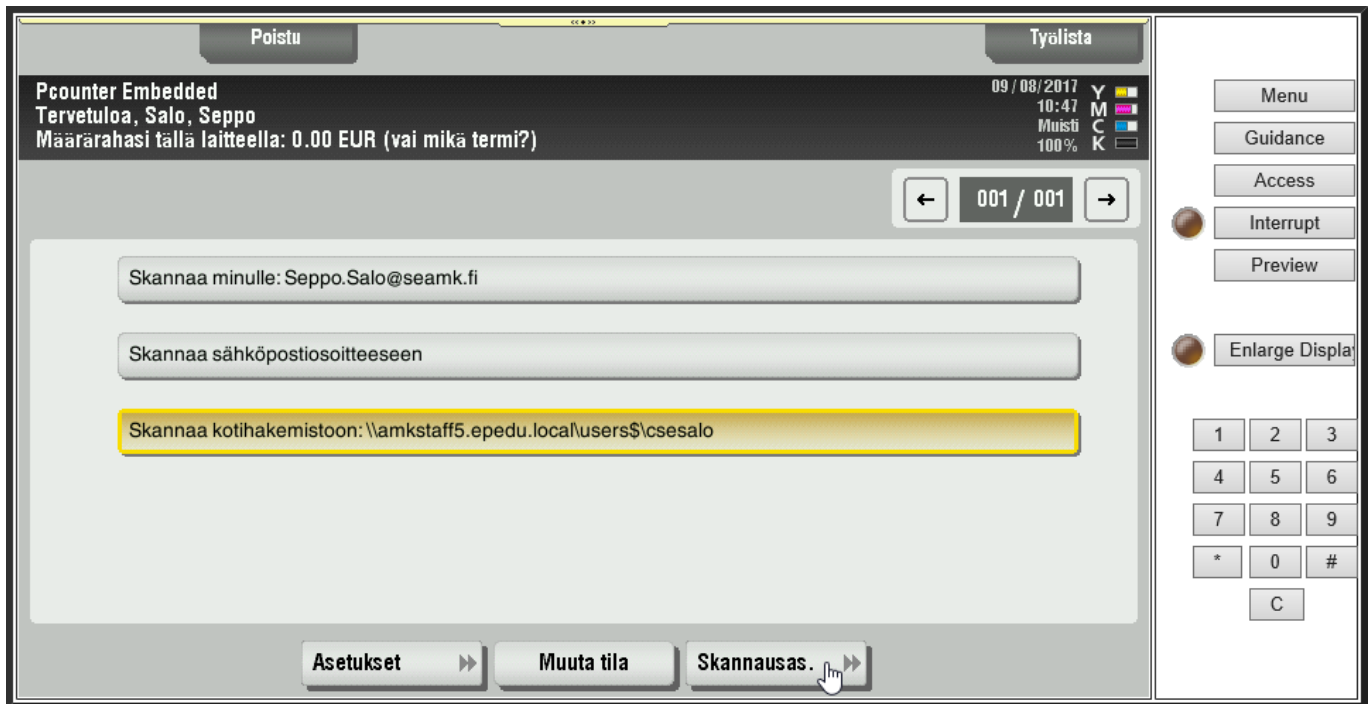 Poistu
Työlista
Pcounter Embedded
Tervetuloa, Salo, Seppo
Määrärahasi tällä laitteella: 0.00 EUR (vai mikä termi?)
09/08/2017
10:47
Muisti
100%
Y
M
C
K
← 001 / 001 →
Skannaa minulle: Seppo.Salo@seamk.fi
Skannaa sähköpostiosoitteeseen
Skannaa kotihakemistoon: \\amkstaff5.epedu.local\users$\csesalo
Asetukset
Muuta tila
Skannausas.
Menu
Guidance
Access
Interrupt
Preview
Enlarge Display
1 2 3
4 5 6
7 8 9
* 0 #
C